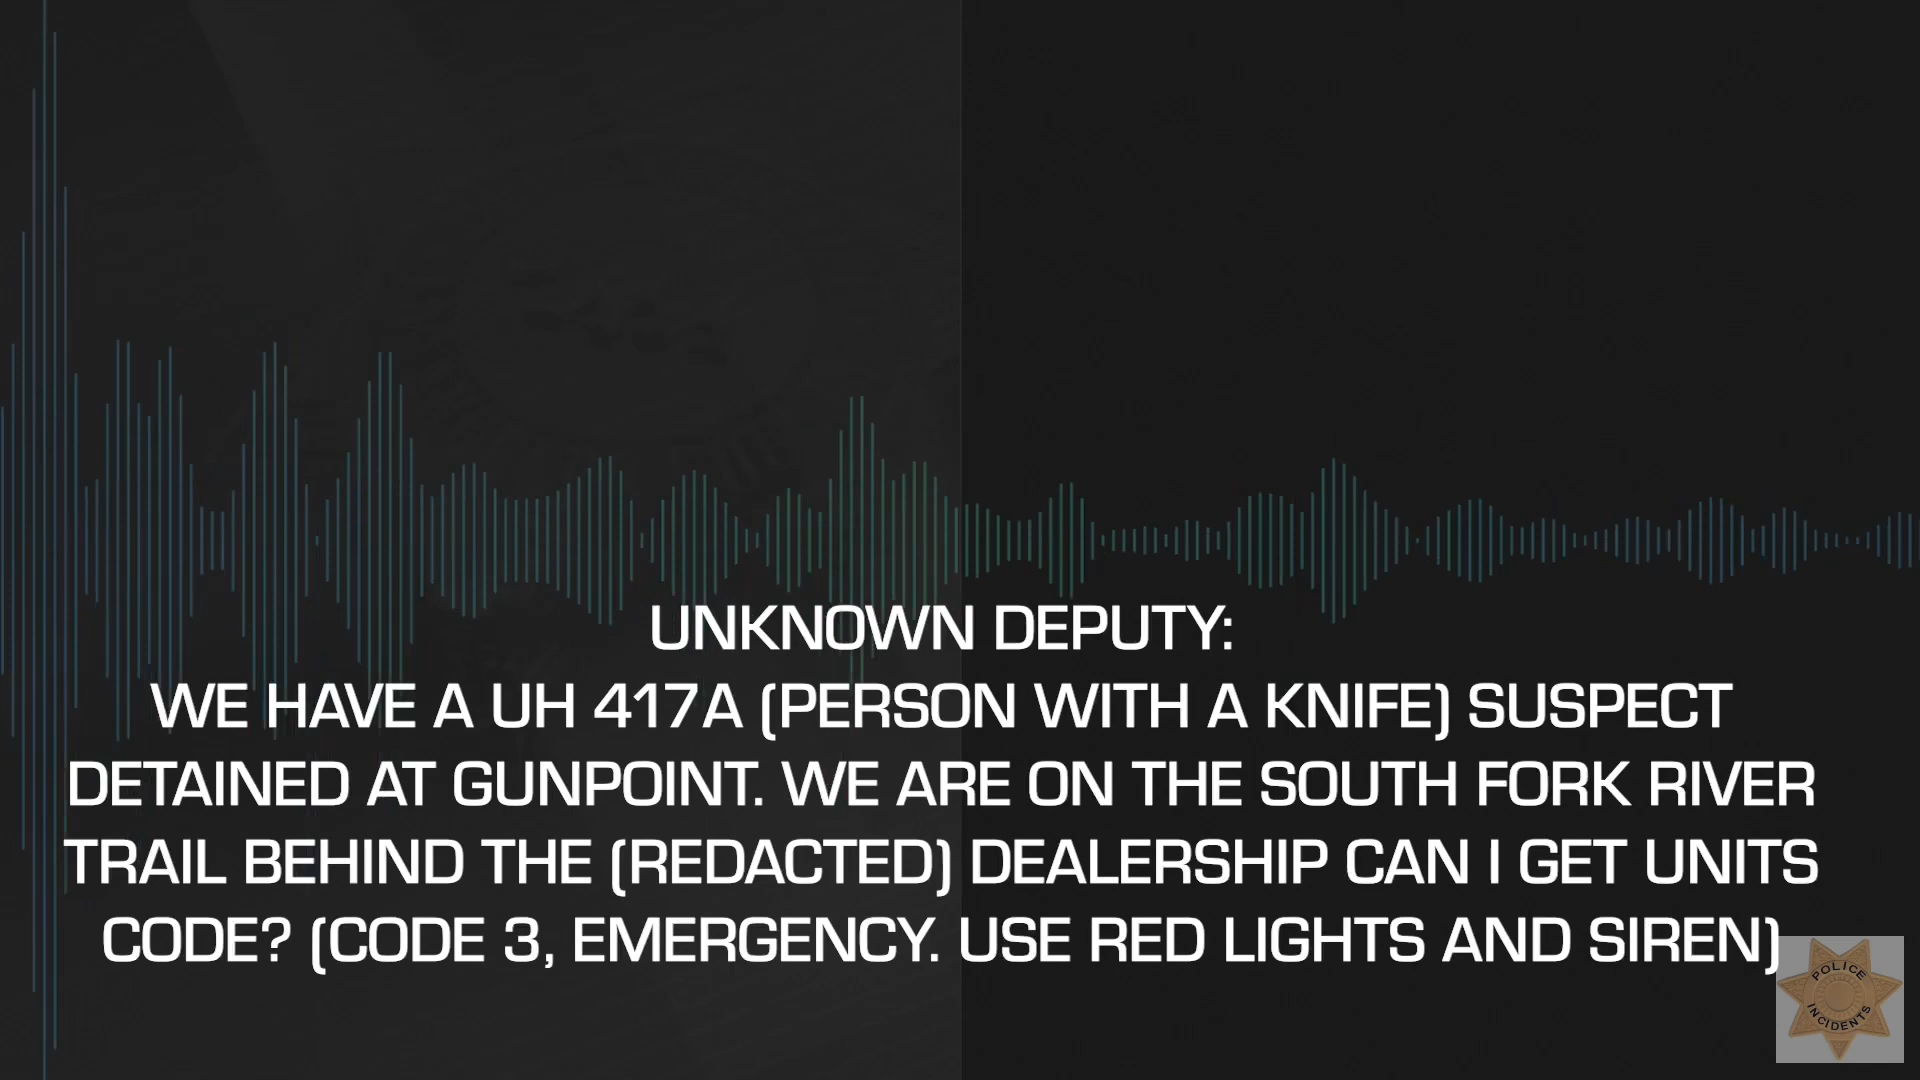 UNKNOWN DEPUTY:
WE HAVE A UH 417A (PERSON WITH A KNIFE) SUSPECT
DETAINED AT GUNPOINT. WE ARE ON THE SOUTH FORK RIVER
TRAIL BEHIND THE (REDACTED) DEALERSHIP CAN I GET UNITS
CODE? (CODE 3, EMERGENCY. USE RED LIGHTS AND SIREN)
POLICE
INCIDENTS